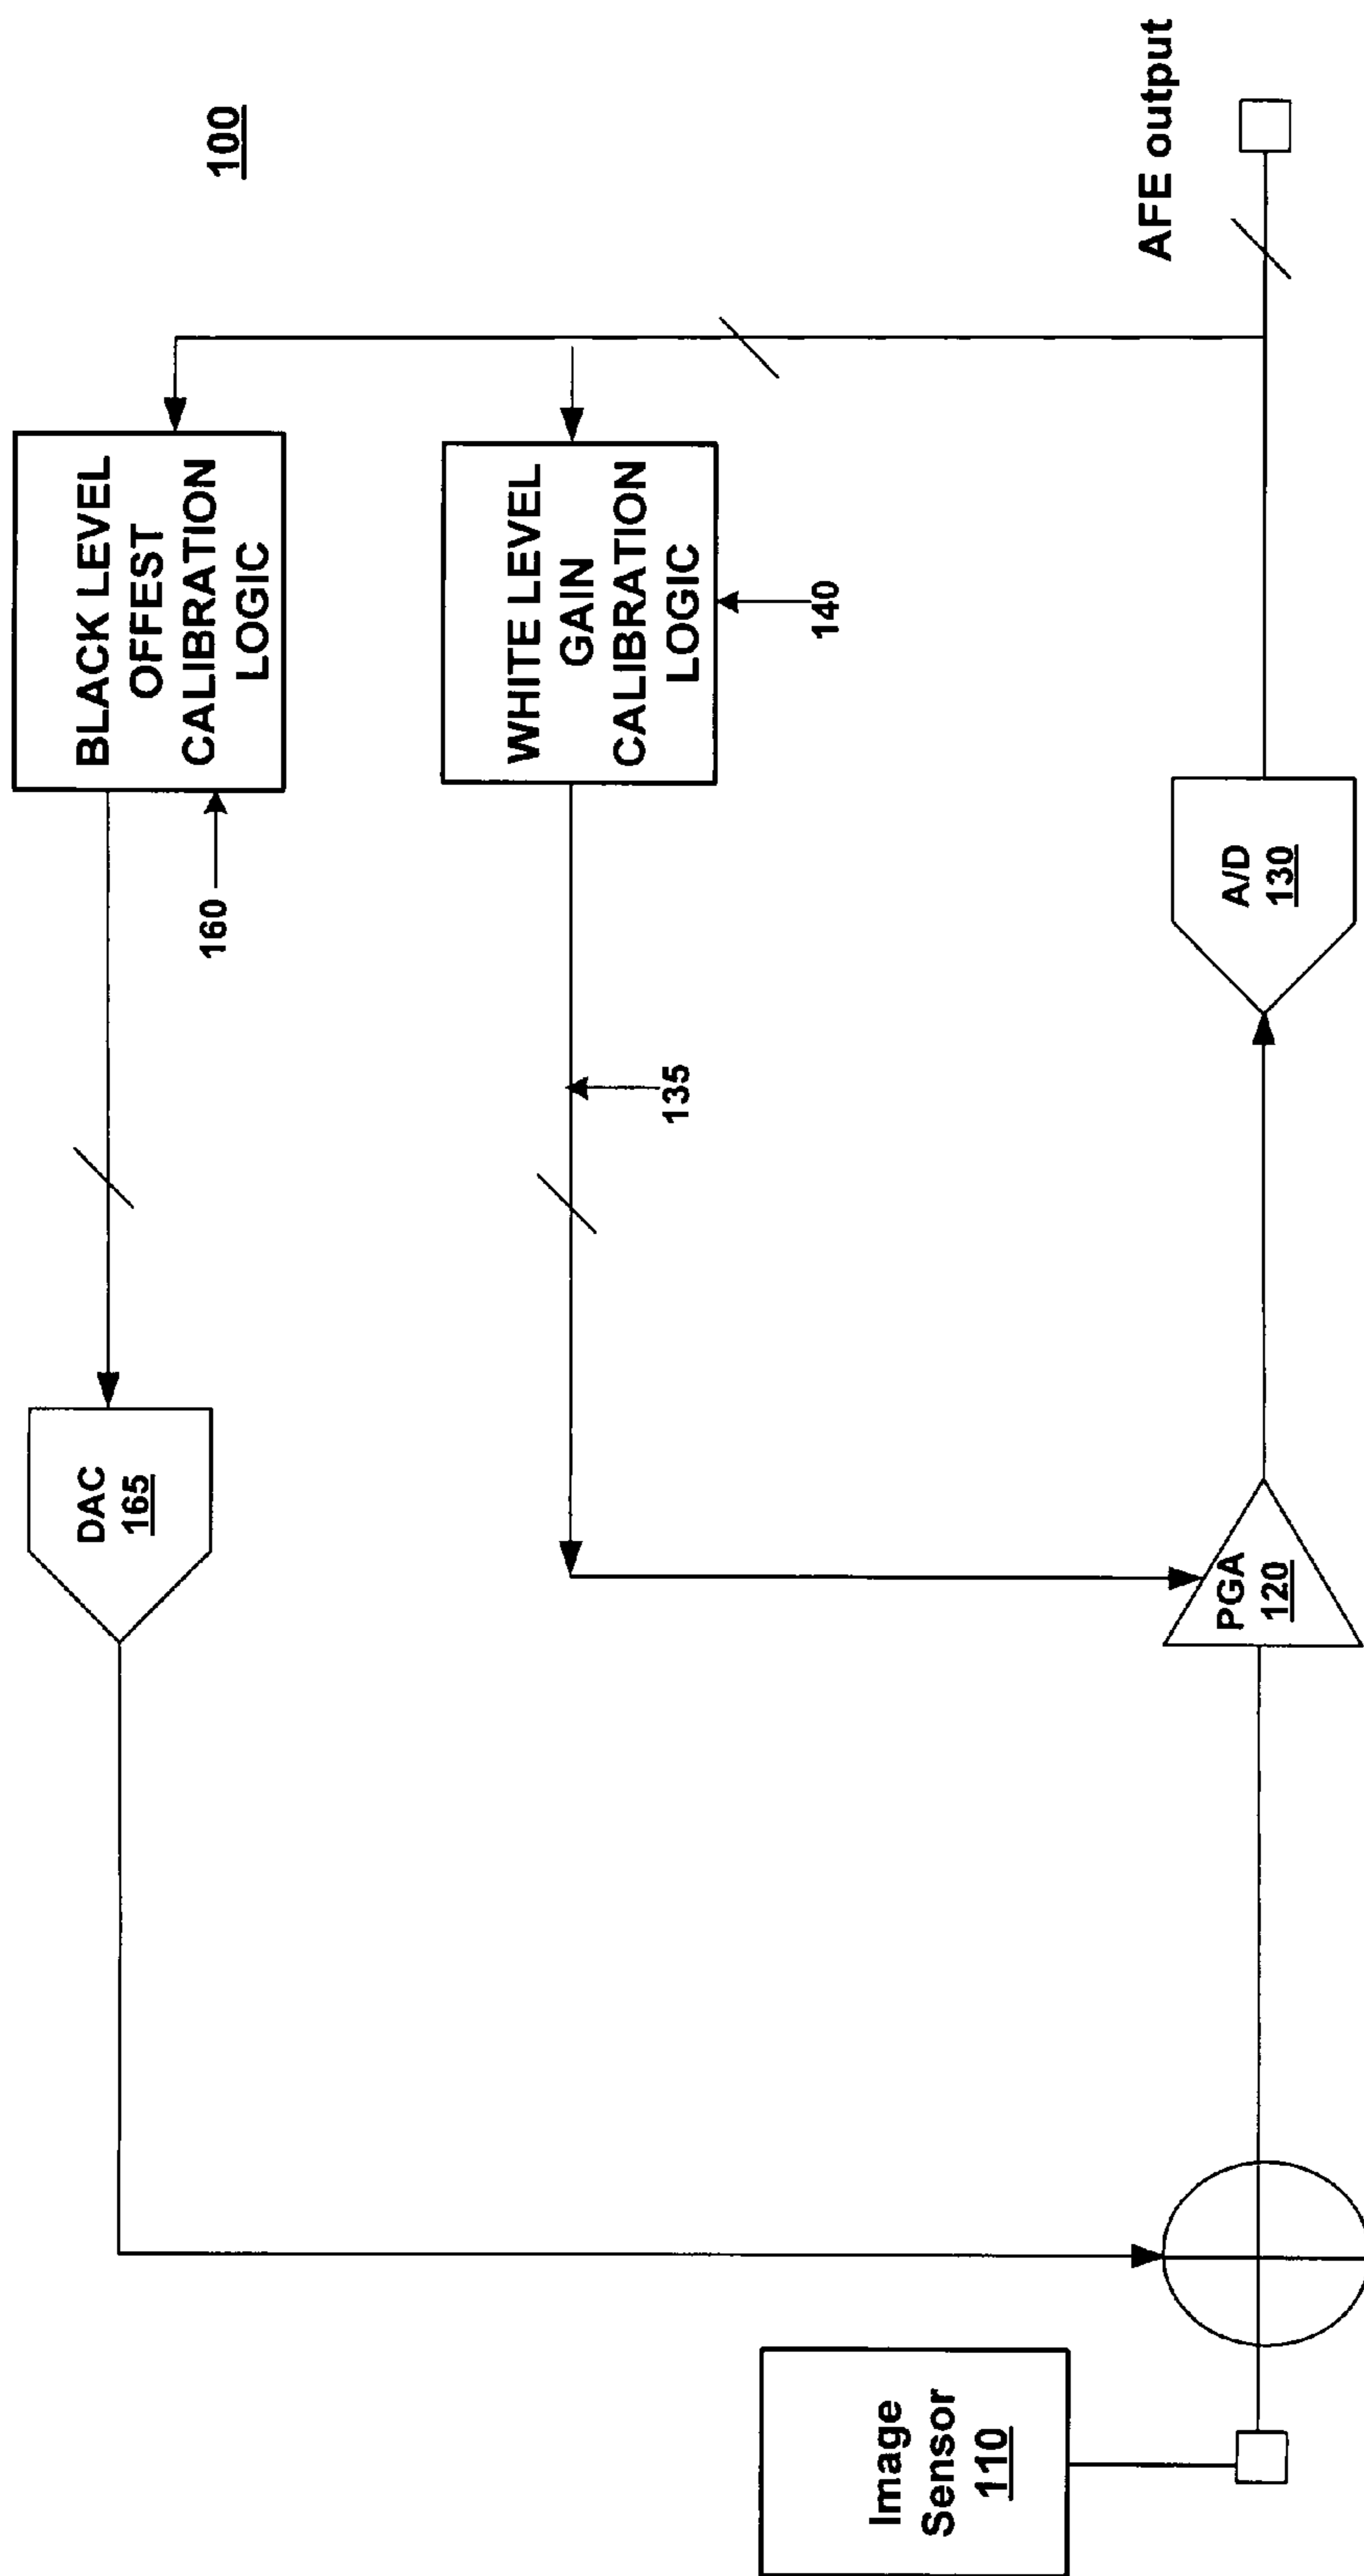 100
BLACK LEVEL
OFFEST
CALIBRATION
LOGIC
160
DAC
165
WHITE LEVEL
GAIN
CALIBRATION
LOGIC
140
135
Image
Sensor
110
PGA
120
A/D
130
AFE output